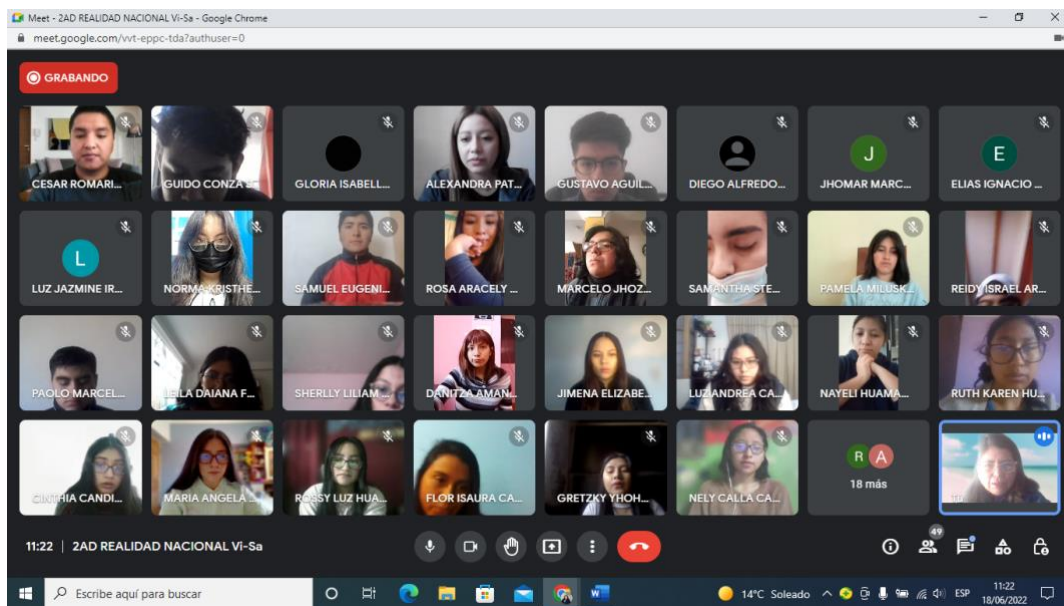 Meet - 2AD REALIDAD NACIONAL Vi-Sa - Google Chrome
meet.google.com/vvt-eppc-tda?authuser=0
GRABANDO
CESAR ROMARI...
GUIDO CONZA S...
GLORIA ISABELL...
ALEXANDRA PAT...
GUSTAVO AGUIL...
DIEGO ALFREDO...
J
JHOMAR MARC...
E
ELIAS IGNACIO ...
L
LUZ JAZMINE IR...
NORMA KRISTHE...
SAMUEL EUGENI...
ROSA ARACELY ...
MARCELO JHOZ...
SAMANTHA STE...
PAMELA MILUSK...
REIDY ISRAEL AR...
PAOLO MARCEL...
LEILA DAIANA F...
SHERLLY LILIAM ...
DANITZA AMAN...
JIMENA ELIZABE...
LUZ ANDREA CA...
NAYELI HUAMA...
RUTH KAREN HU...
CINTHIA CANDI...
MARIA ANGELA ...
ROSSY LUZ HUA...
FLOR ISAURA CA...
GRETZKY YHOH...
NELY CALLA CA...
R A
18 más
Tú
11:22 | 2AD REALIDAD NACIONAL Vi-Sa
49
Escribe aquí para buscar
14°C Soleado
ESP
11:22
18/06/2022